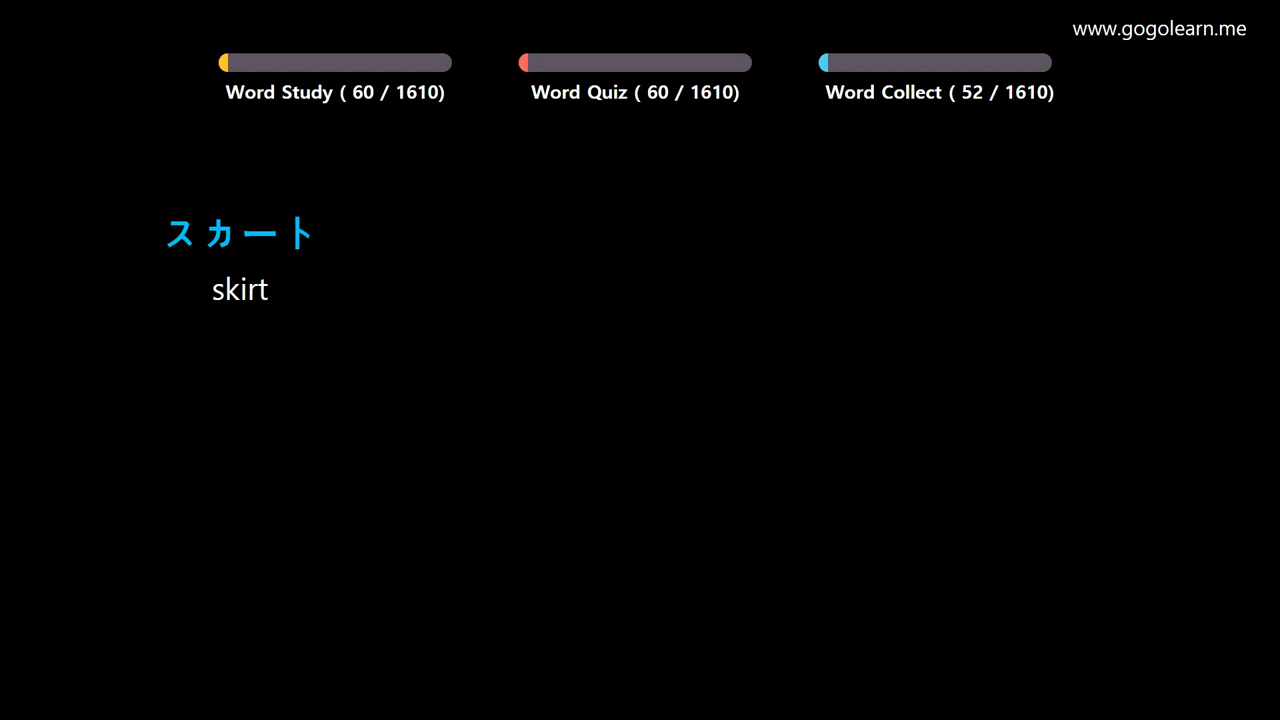 www.gogolearn.me
Word Study ( 60 / 1610)
Word Quiz ( 60 / 1610)
Word Collect ( 52 / 1610)
スカート
skirt